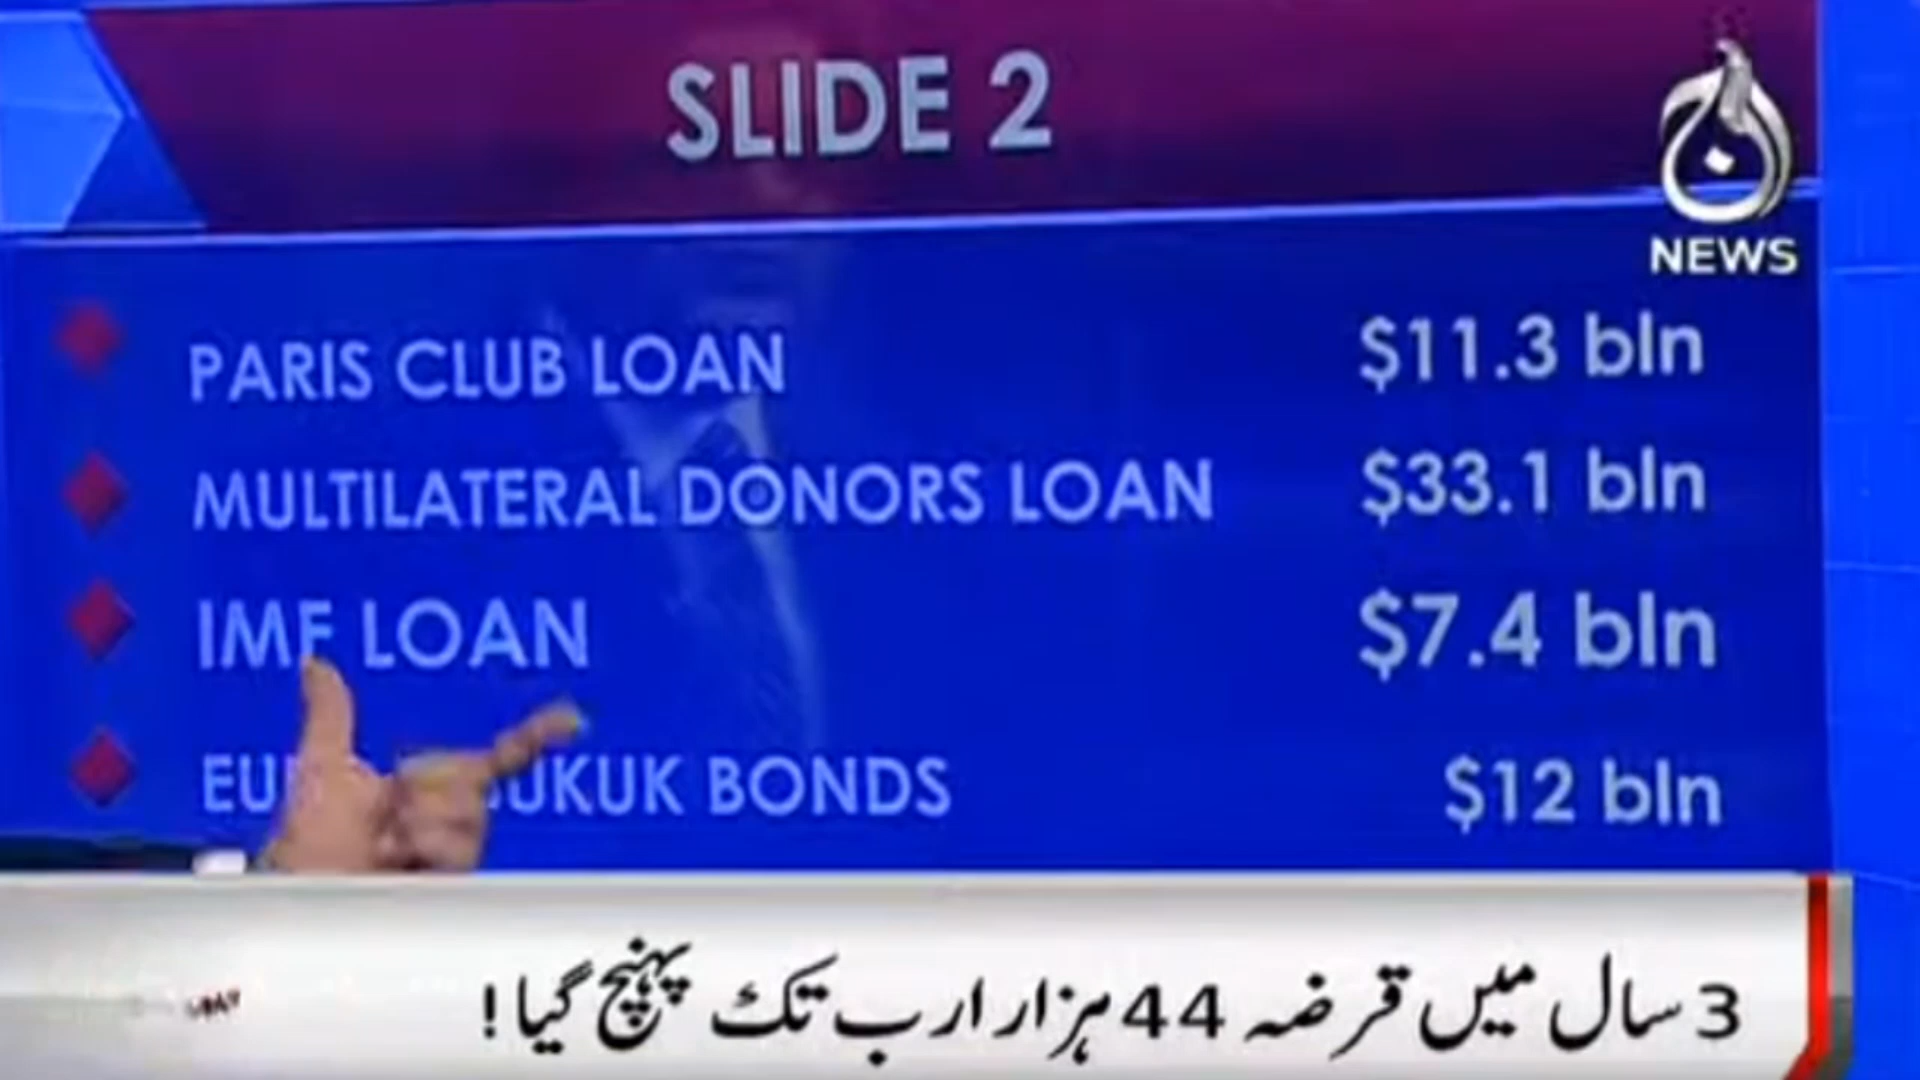 SLIDE 2
ن
NEWS
PARIS CLUB LOAN $11.3 bln
MULTILATERAL DONORS LOAN $33.1 bln
IMF LOAN $7.4 bln
SUKUK BONDS $12 bln
3 سال میں قرضہ 44 ہزار ارب تک پہنچ گیا!